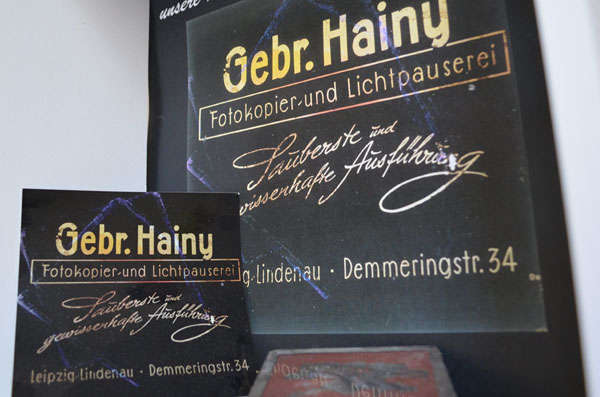 unsere
Gebr. Hainy
Fotokopier- und Lichtpauserei
Sauberste und
gewissenhafte Ausführung
g-Lindenau · Demmeringstr. 34
Gebr. Hainy
Fotokopier- und Lichtpauserei
Sauberste und
gewissenhafte Ausführung
Leipzig-Lindenau · Demmeringstr. 34